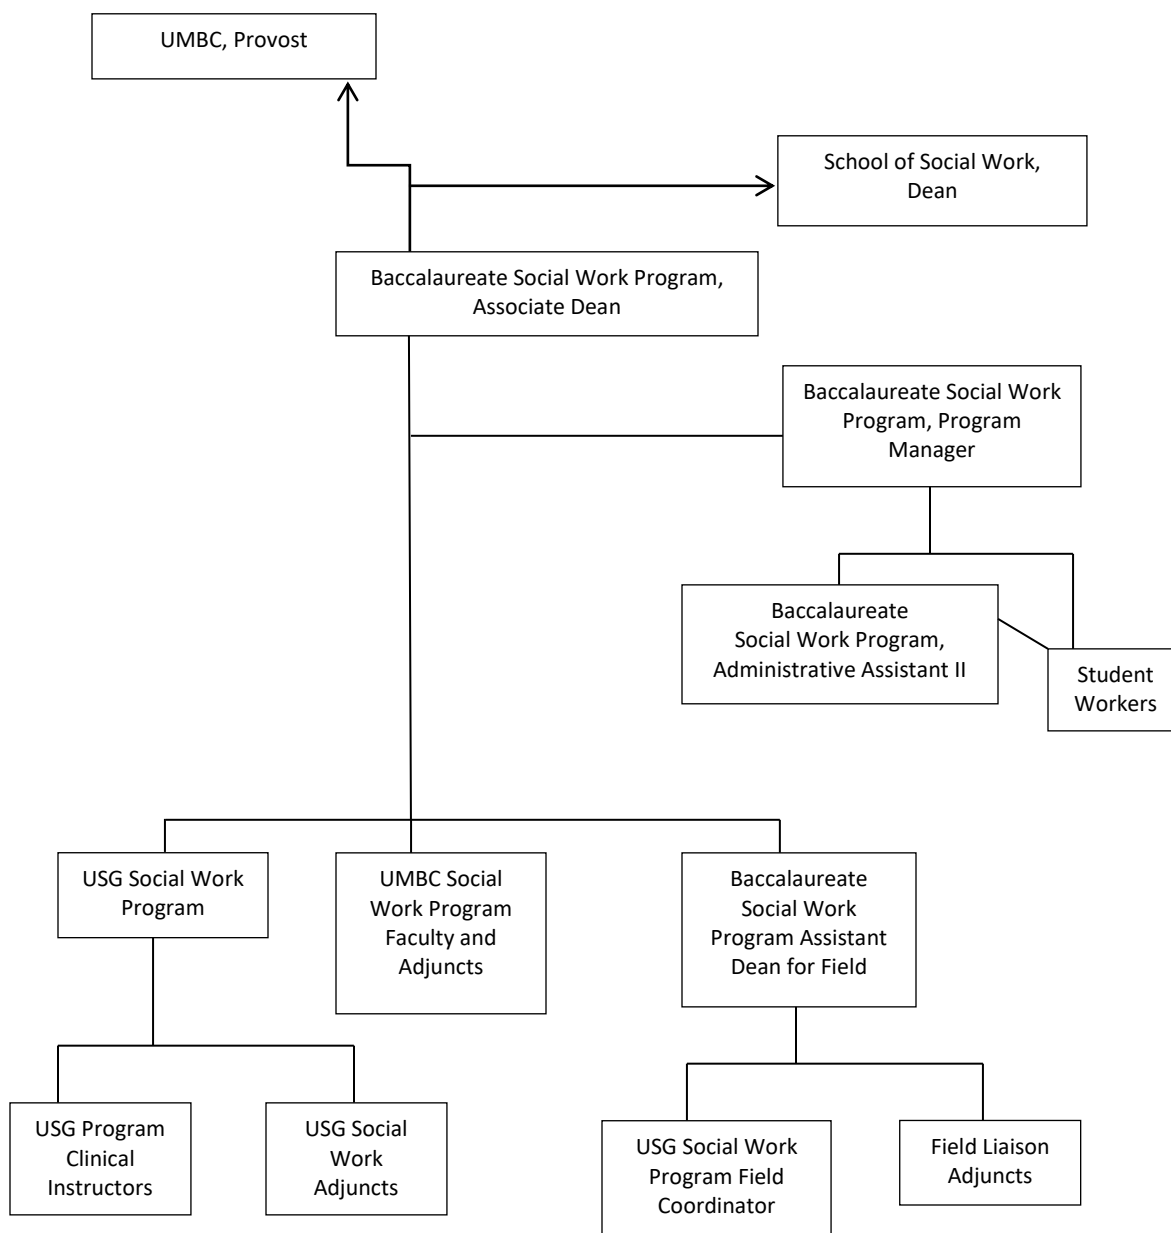 UMBC, Provost
School of Social Work,
Dean
Baccalaureate Social Work Program,
Associate Dean
Baccalaureate Social Work
Program, Program
Manager
Baccalaureate
Social Work Program,
Administrative Assistant II
Student
Workers
USG Social Work
Program
UMBC Social
Work Program
Faculty and
Adjuncts
Baccalaureate
Social Work
Program Assistant
Dean for Field
USG Program
Clinical
Instructors
USG Social
Work
Adjuncts
USG Social Work
Program Field
Coordinator
Field Liaison
Adjuncts